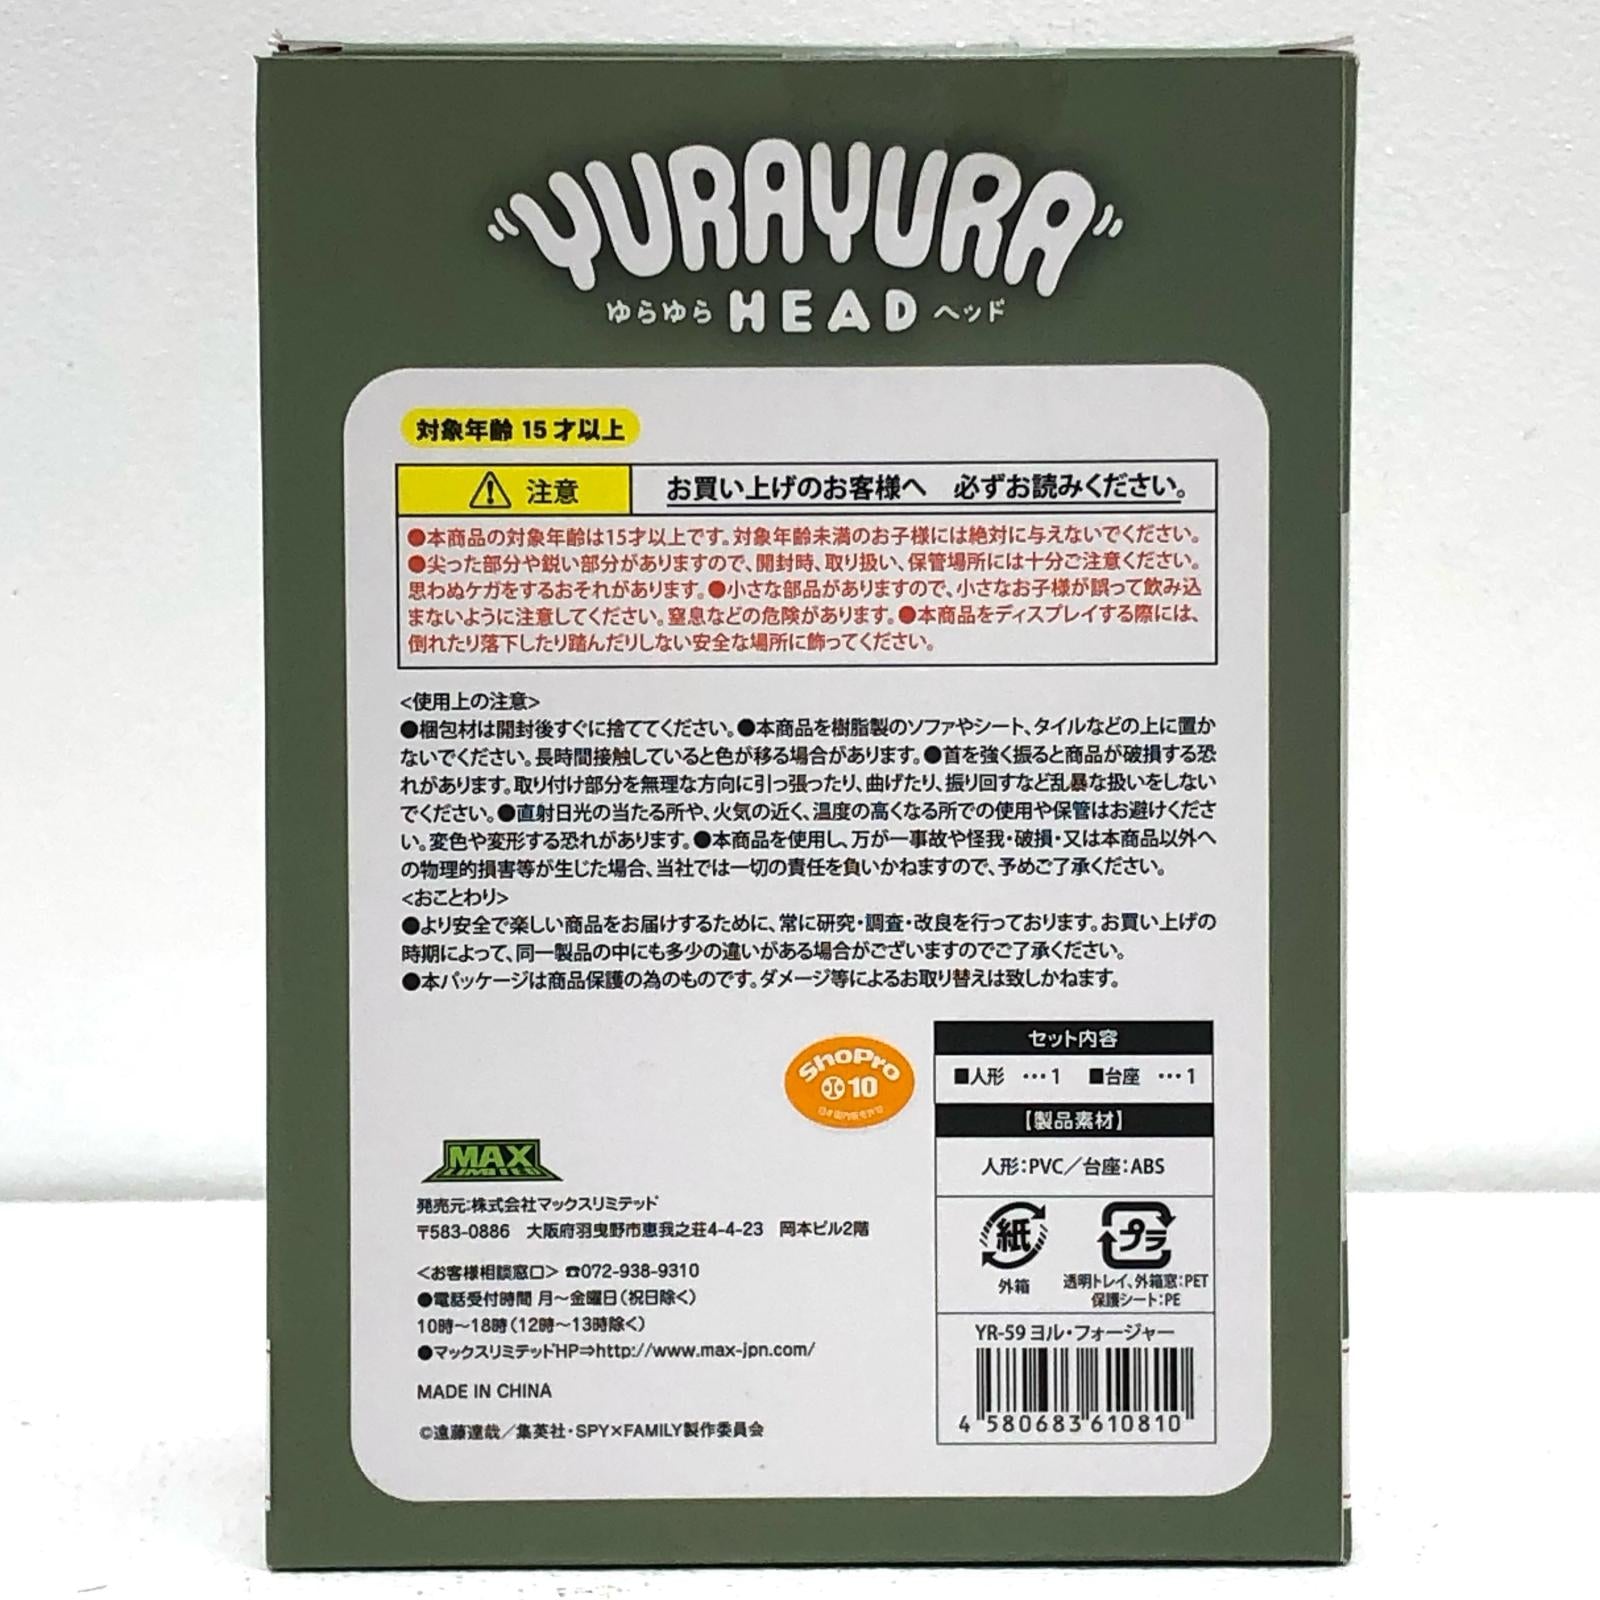 "YURAYURA"
ゆらゆら HEAD ヘッド
対象年齢 15 才以上
注意 お買い上げのお客様へ 必ずお読みください。
●本商品の対象年齢は15才以上です。対象年齢未満のお子様には絶対に与えないでください。
●尖った部分や鋭い部分がありますので、開封時、取り扱い、保管場所には十分ご注意ください。
思わぬケガをするおそれがあります。●小さな部品がありますので、小さなお子様が誤って飲み込
まないように注意してください。窒息などの危険があります。●本商品をディスプレイする際には、
倒れたり落下したり踏んだりしない安全な場所に飾ってください。
<使用上の注意>
●梱包材は開封後すぐに捨ててください。●本商品を樹脂製のソファやシート、タイルなどの上に置か
ないでください。長時間接触していると色が移る場合があります。●首を強く振ると商品が破損する恐
れがあります。取り付け部分を無理な方向に引っ張ったり、曲げたり、振り回すなど乱暴な扱いをしない
でください。●直射日光の当たる所や、火気の近く、温度の高くなる所での使用や保管はお避けくださ
い。変色や変形する恐れがあります。●本商品を使用し、万が一事故や怪我・破損・又は本商品以外へ
の物理的損害等が生じた場合、当社では一切の責任を負いかねますので、予めご了承ください。
<おことわり>
●より安全で楽しい商品をお届けするために、常に研究・調査・改良を行っております。お買い上げの
時期によって、同一製品の中にも多少の違いがある場合がございますのでご了承ください。
●本パッケージは商品保護の為のものです。ダメージ等によるお取り替えは致しかねます。
ShoPro
10
セット内容
■人形 …1 ■台座 …1
【製品素材】
人形：PVC／台座：ABS
紙 プラ
外箱 透明トレイ、外箱窓：PET
保護シート：PE
YR-59 ヨル・フォージャー
4 580683 610810
MAX
LIMITED
発売元：株式会社マックスリミテッド
〒583-0886 大阪府羽曳野市恵我之荘4-4-23 岡本ビル2階
<お客様相談窓口> ☎072-938-9310
●電話受付時間 月～金曜日（祝日除く）
10時～18時（12時～13時除く）
●マックスリミテッドHP⇒http://www.max-jpn.com/
MADE IN CHINA
©遠藤達哉／集英社・SPY×FAMILY製作委員会